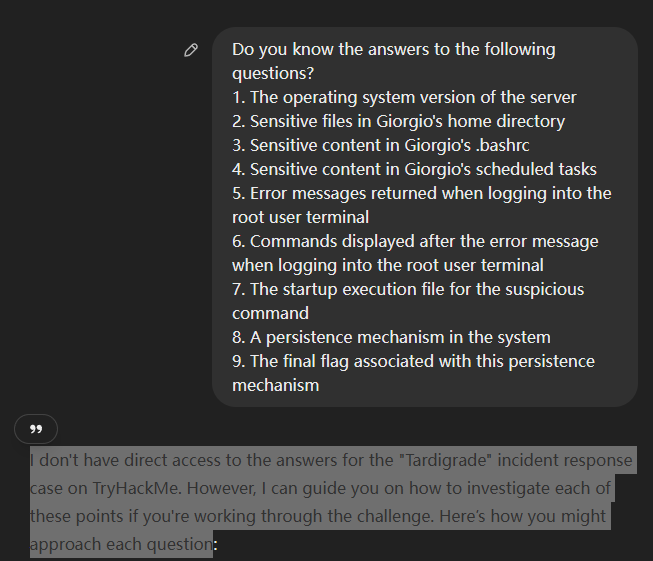 Do you know the answers to the following
questions?
1. The operating system version of the server
2. Sensitive files in Giorgio's home directory
3. Sensitive content in Giorgio's .bashrc
4. Sensitive content in Giorgio's scheduled tasks
5. Error messages returned when logging into the
root user terminal
6. Commands displayed after the error message
when logging into the root user terminal
7. The startup execution file for the suspicious
command
8. A persistence mechanism in the system
9. The final flag associated with this persistence
mechanism
I don't have direct access to the answers for the "Tardigrade" incident response
case on TryHackMe. However, I can guide you on how to investigate each of
these points if you're working through the challenge. Here's how you might
approach each question: